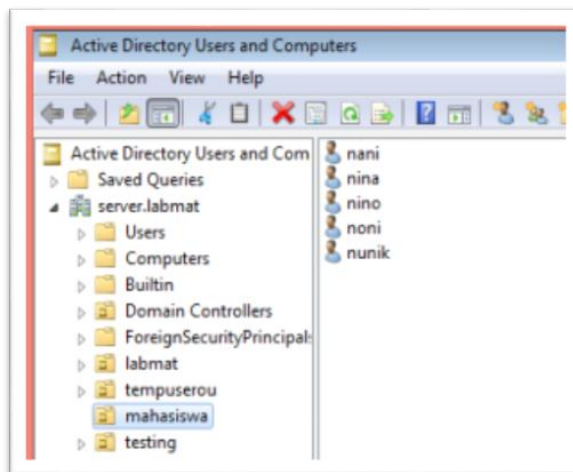 Active Directory Users and Computers
File Action View Help
Active Directory Users and Com
Saved Queries
server.labmat
Users
Computers
Builtin
Domain Controllers
ForeignSecurityPrincipals
labmat
tempuserou
mahasiswa
testing
nani
nina
nino
noni
nunik